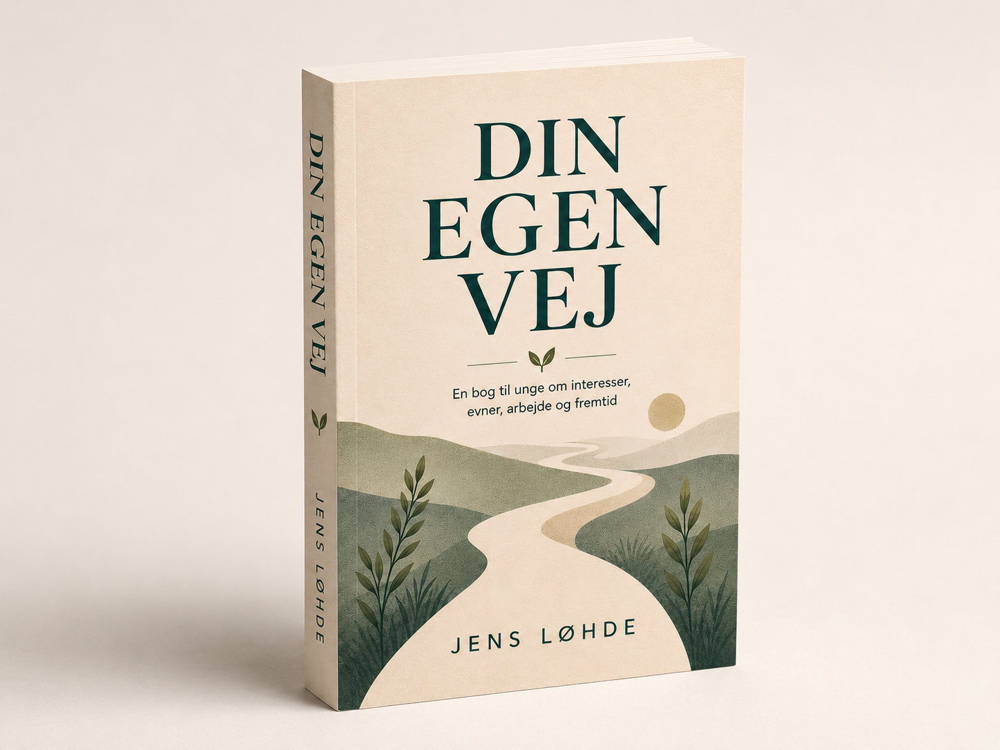 DIN EGEN VEJ
JENS LØHDE
DIN
EGEN
VEJ
En bog til unge om interesser,
evner, arbejde og fremtid
JENS LØHDE